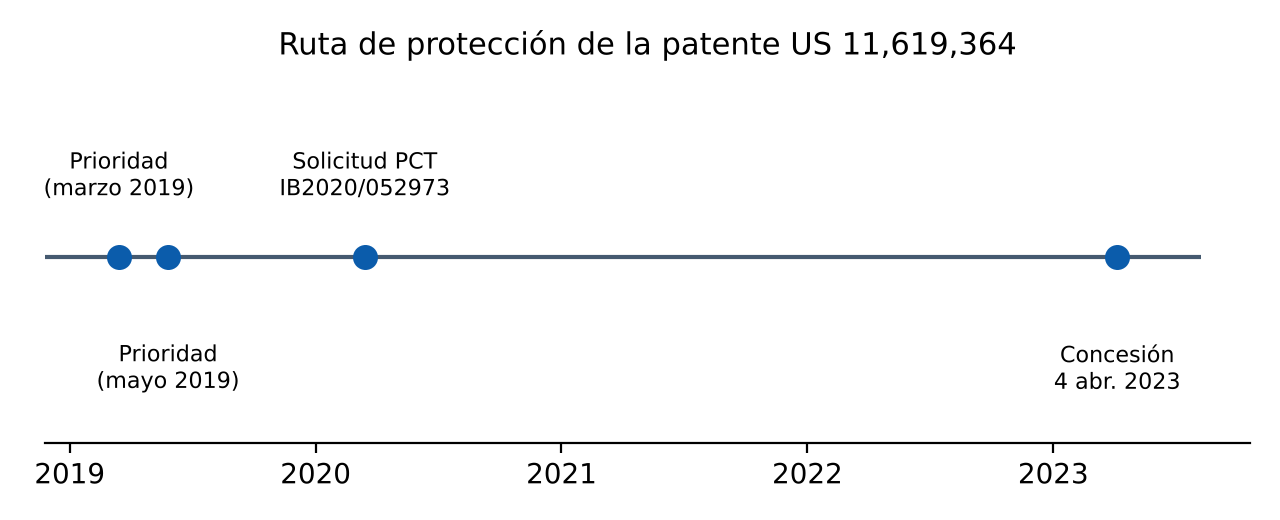 Ruta de protección de la patente US 11,619,364
Prioridad
(marzo 2019)
Solicitud PCT
IB2020/052973
Prioridad
(mayo 2019)
Concesión
4 abr. 2023
2019
2020
2021
2022
2023